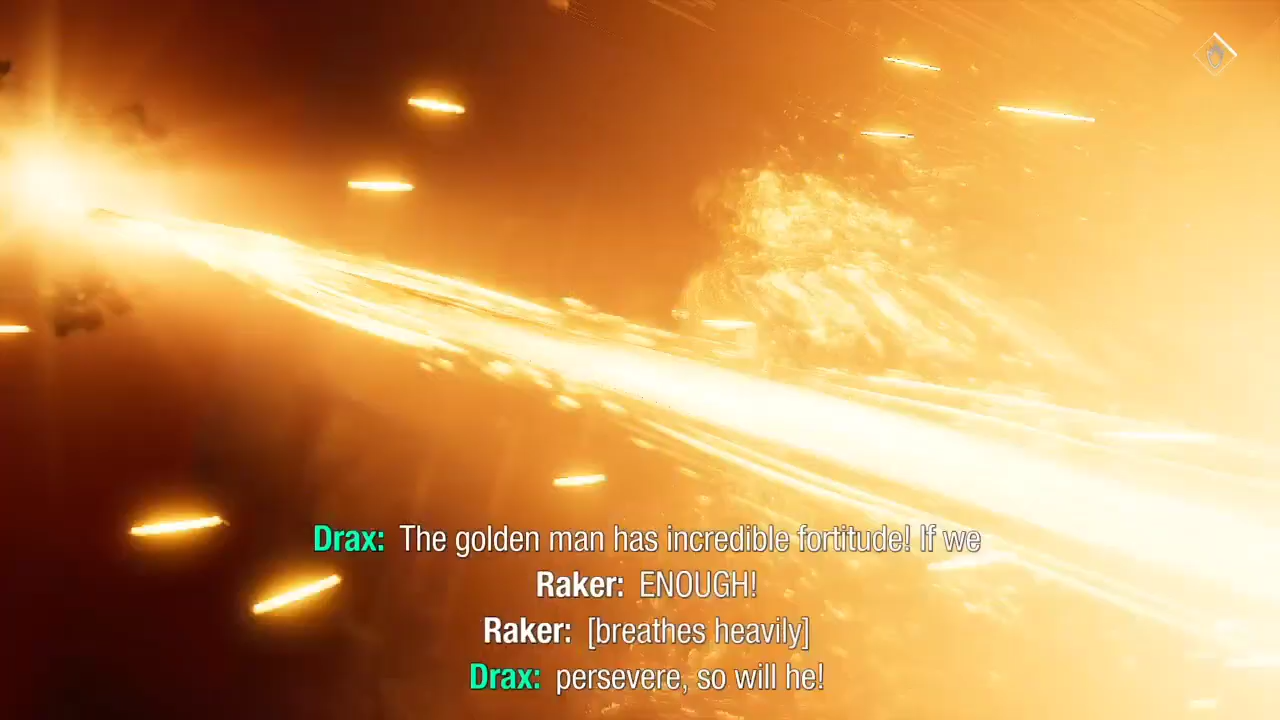 Drax: The golden man has incredible fortitude! If we
Raker: ENOUGH!
Raker: [breathes heavily]
Drax: persevere, so will he!